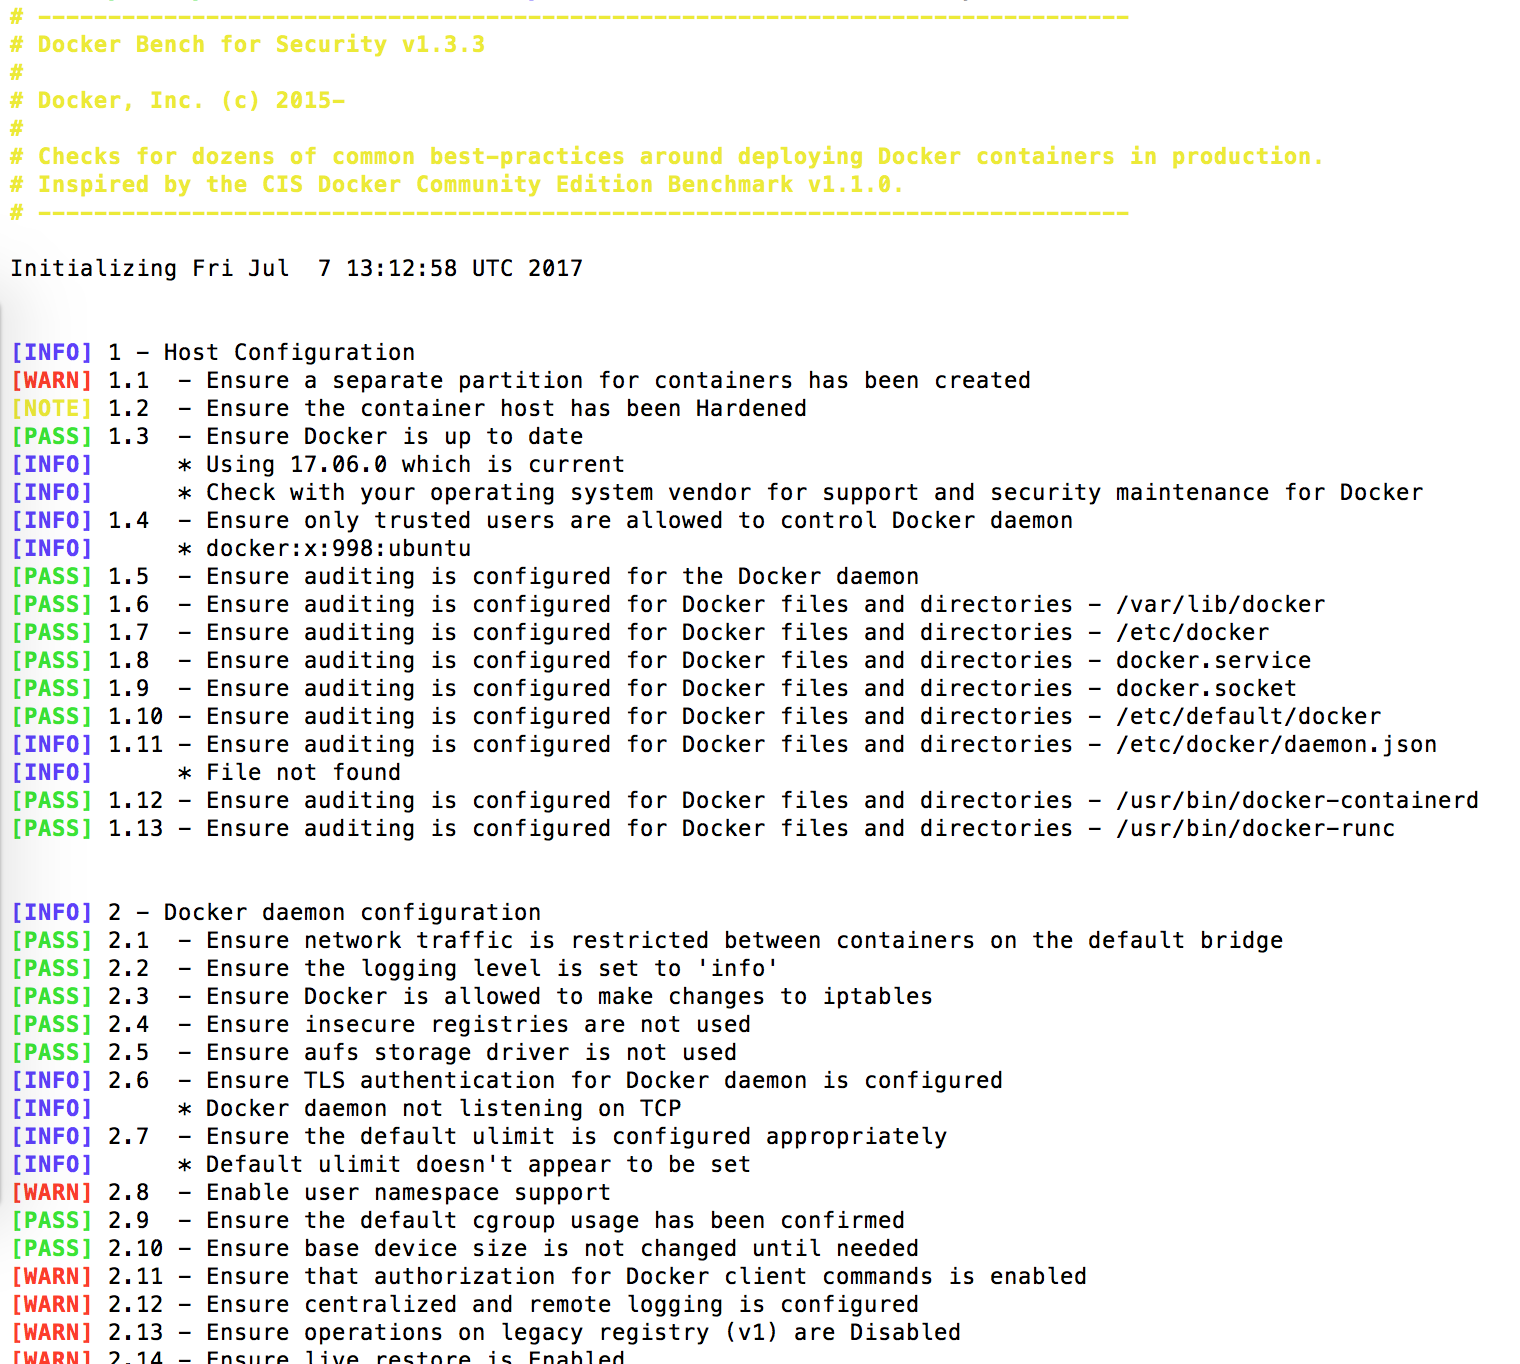 # ------------------------------------------------------------------------------
# Docker Bench for Security v1.3.3
#
# Docker, Inc. (c) 2015-
#
# Checks for dozens of common best-practices around deploying Docker containers in production.
# Inspired by the CIS Docker Community Edition Benchmark v1.1.0.
# ------------------------------------------------------------------------------
Initializing Fri Jul  7 13:12:58 UTC 2017
[INFO] 1 - Host Configuration
[WARN] 1.1  - Ensure a separate partition for containers has been created
[NOTE] 1.2  - Ensure the container host has been Hardened
[PASS] 1.3  - Ensure Docker is up to date
[INFO]      * Using 17.06.0 which is current
[INFO]      * Check with your operating system vendor for support and security maintenance for Docker
[INFO] 1.4  - Ensure only trusted users are allowed to control Docker daemon
[INFO]      * docker:x:998:ubuntu
[PASS] 1.5  - Ensure auditing is configured for the Docker daemon
[PASS] 1.6  - Ensure auditing is configured for Docker files and directories - /var/lib/docker
[PASS] 1.7  - Ensure auditing is configured for Docker files and directories - /etc/docker
[PASS] 1.8  - Ensure auditing is configured for Docker files and directories - docker.service
[PASS] 1.9  - Ensure auditing is configured for Docker files and directories - docker.socket
[PASS] 1.10 - Ensure auditing is configured for Docker files and directories - /etc/default/docker
[INFO] 1.11 - Ensure auditing is configured for Docker files and directories - /etc/docker/daemon.json
[INFO]      * File not found
[PASS] 1.12 - Ensure auditing is configured for Docker files and directories - /usr/bin/docker-containerd
[PASS] 1.13 - Ensure auditing is configured for Docker files and directories - /usr/bin/docker-runc
[INFO] 2 - Docker daemon configuration
[PASS] 2.1  - Ensure network traffic is restricted between containers on the default bridge
[PASS] 2.2  - Ensure the logging level is set to 'info'
[PASS] 2.3  - Ensure Docker is allowed to make changes to iptables
[PASS] 2.4  - Ensure insecure registries are not used
[PASS] 2.5  - Ensure aufs storage driver is not used
[INFO] 2.6  - Ensure TLS authentication for Docker daemon is configured
[INFO]      * Docker daemon not listening on TCP
[INFO] 2.7  - Ensure the default ulimit is configured appropriately
[INFO]      * Default ulimit doesn't appear to be set
[WARN] 2.8  - Enable user namespace support
[PASS] 2.9  - Ensure the default cgroup usage has been confirmed
[PASS] 2.10 - Ensure base device size is not changed until needed
[WARN] 2.11 - Ensure that authorization for Docker client commands is enabled
[WARN] 2.12 - Ensure centralized and remote logging is configured
[WARN] 2.13 - Ensure operations on legacy registry (v1) are Disabled
[WARN] 2.14 - Ensure live restore is Enabled